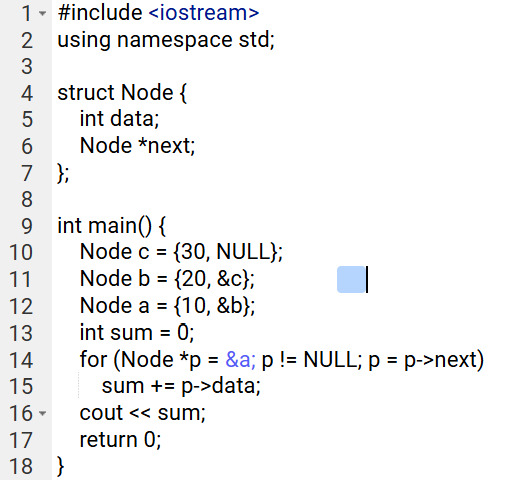 1 #include <iostream>
2 using namespace std;
3
4 struct Node {
5 int data;
6 Node *next;
7 };
8
9 int main() {
10 Node c = {30, NULL};
11 Node b = {20, &c};
12 Node a = {10, &b};
13 int sum = 0;
14 for (Node *p = &a; p != NULL; p = p->next)
15 sum += p->data;
16 cout << sum;
17 return 0;
18 }